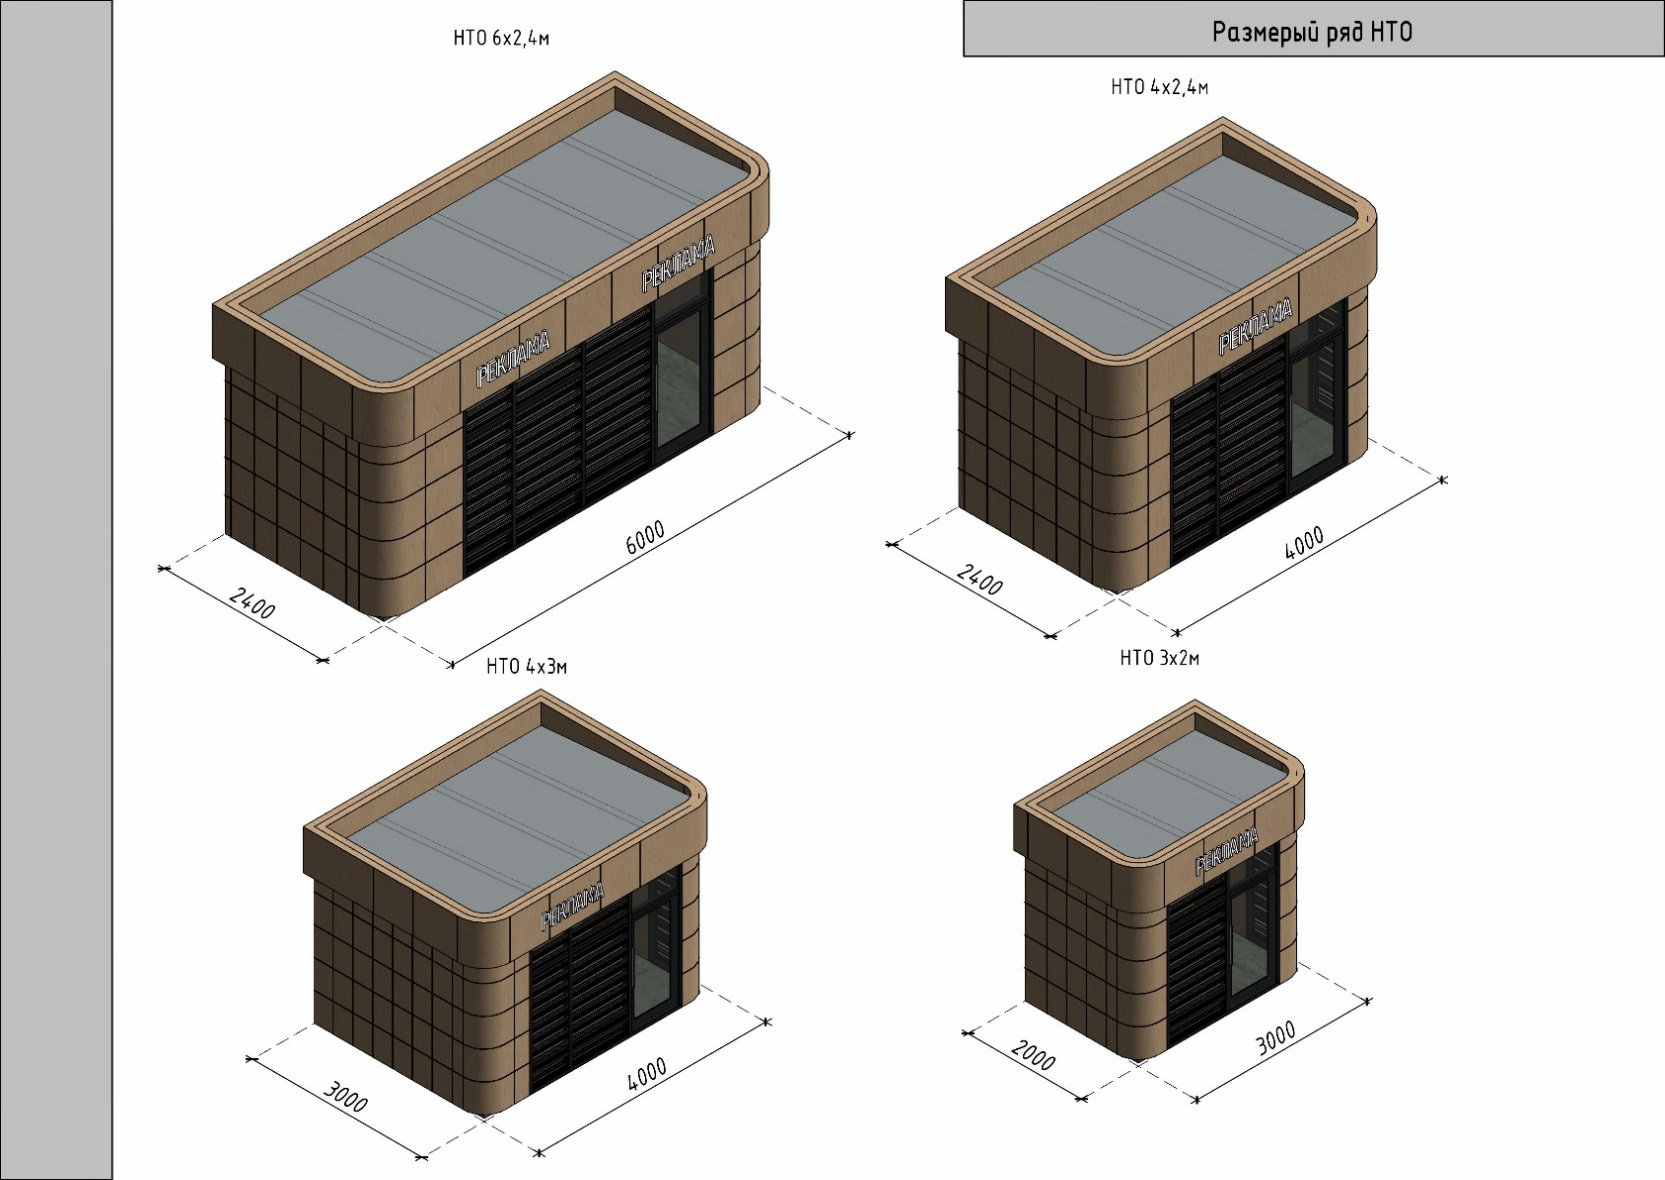 Размерый ряд НТО
НТО 6х2,4м
РЕКЛАМА
РЕКЛАМА
2400
6000
НТО 4х2,4м
РЕКЛАМА
2400
4000
НТО 4х3м
РЕКЛАМА
3000
4000
НТО 3х2м
РЕКЛАМА
2000
3000